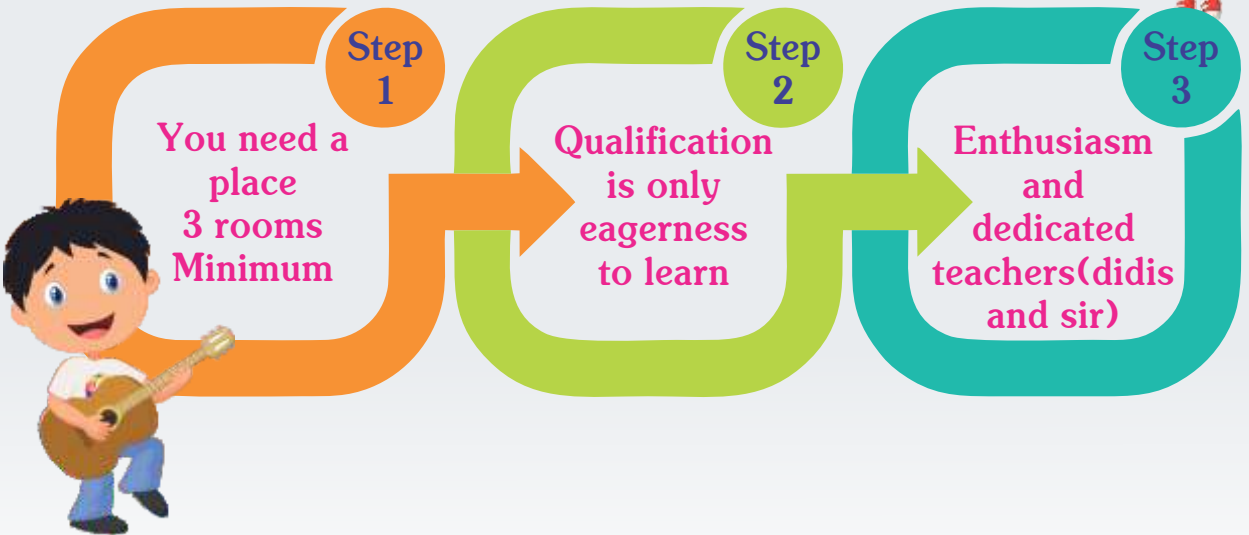 Step
1
You need a
place
3 rooms
Minimum
Step
2
Qualification
is only
eagerness
to learn
Step
3
Enthusiasm
and
dedicated
teachers(didis
and sir)